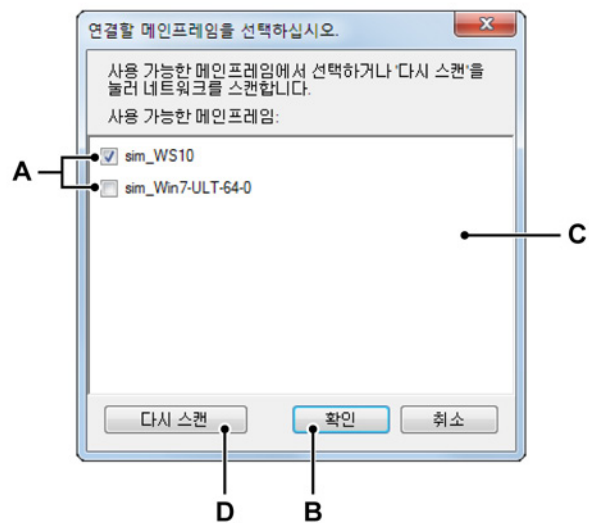 연결할 메인프레임을 선택하십시오.
사용 가능한 메인프레임에서 선택하거나 '다시 스캔'을
눌러 네트워크를 스캔합니다.
사용 가능한 메인프레임:
A
sim_WS10
sim_Win7-ULT-64-0
C
다시 스캔
확인
취소
D
B